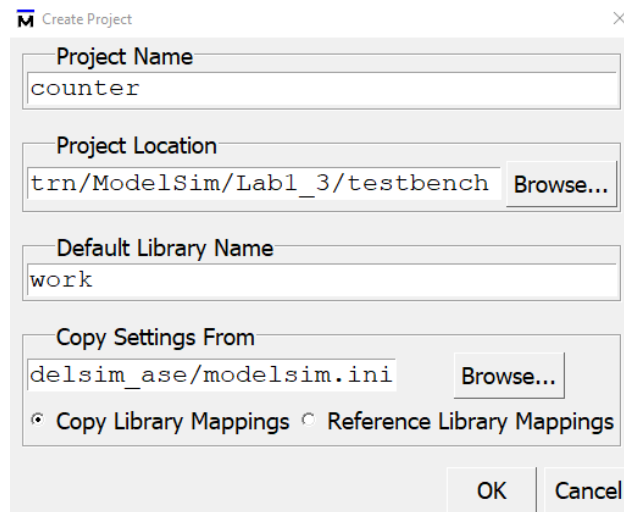 M Create Project
Project Name
counter
Project Location
trn/ModelSim/Lab1_3/testbench Browse...
Default Library Name
work
Copy Settings From
delsim_ase/modelsim.ini Browse...
Copy Library Mappings Reference Library Mappings
OK Cancel